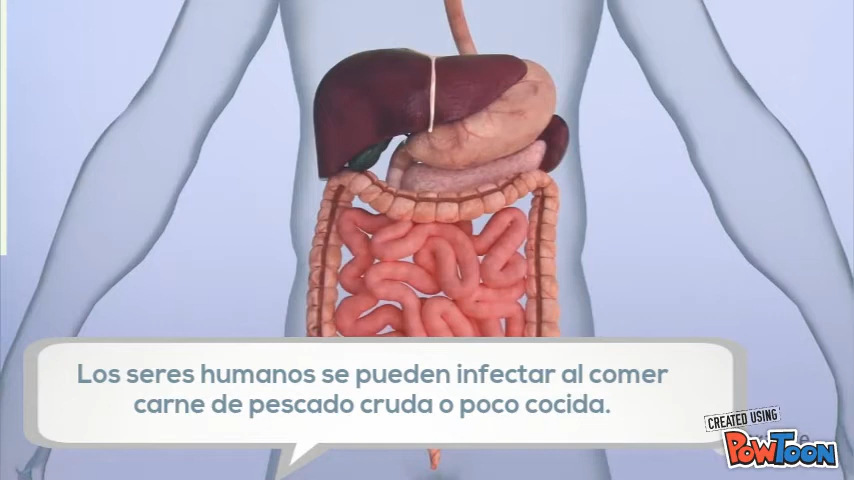 Los seres humanos se pueden infectar al comer
carne de pescado cruda o poco cocida.
CREATED USING
POWTOON